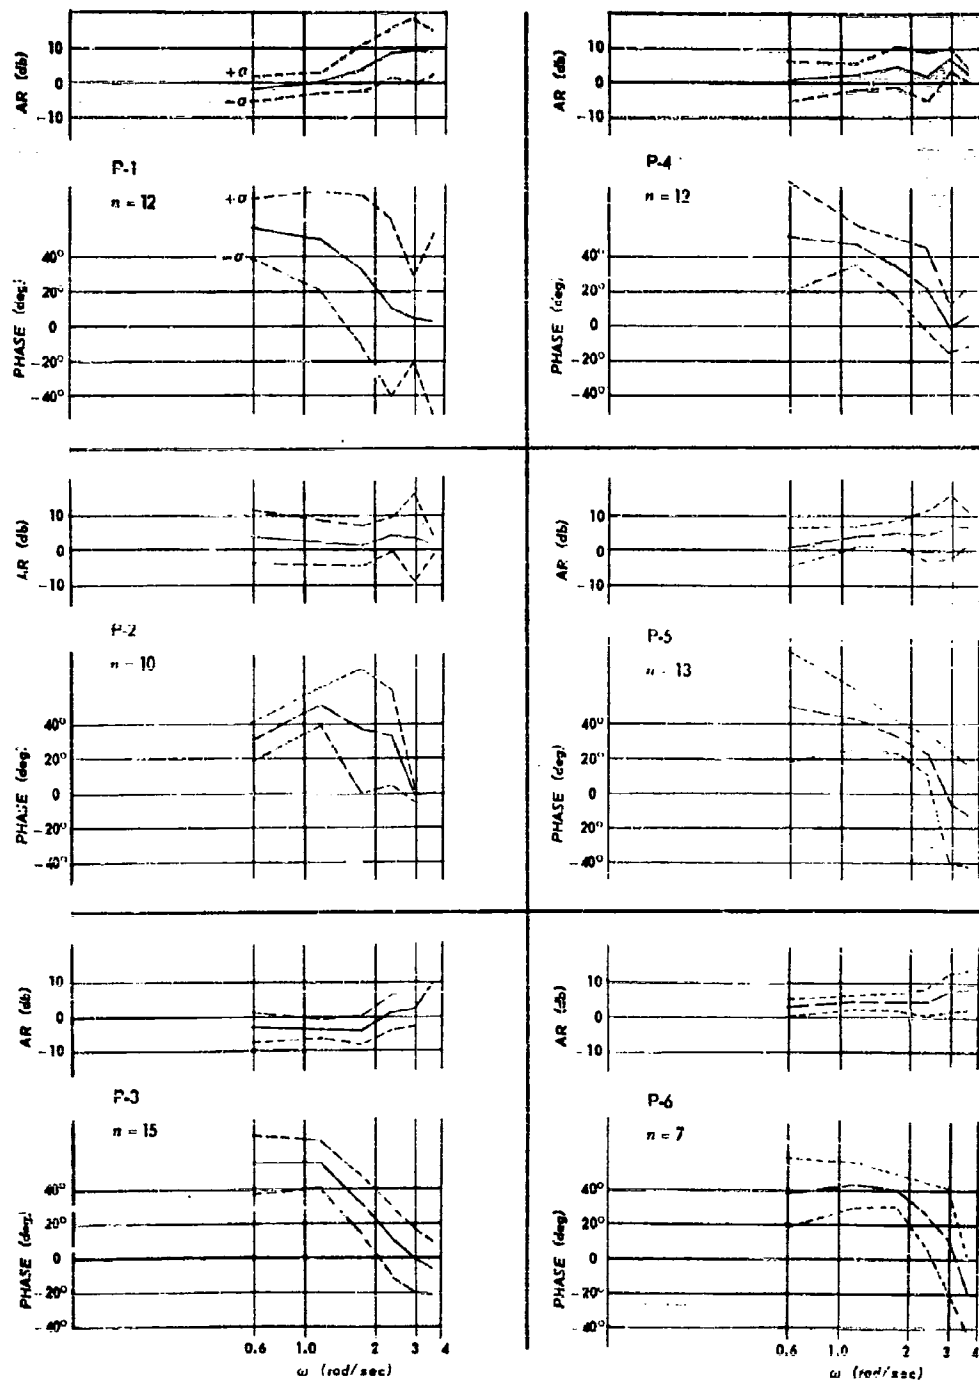 AR (db)
10
0
-10
+σ
-σ
P-1
n = 12
+σ
-σ
PHASE (deg)
40°
20°
0
-20°
-40°
AR (db)
10
0
-10
P-4
n = 12
PHASE (deg.
40°
20°
0
-20°
-40°
AR (db)
10
0
-10
P-2
n = 10
PHASE (deg.
40°
20°
0
-20°
-40°
AR (db)
10
0
-10
P-5
n = 13
PHASE (deg)
40°
20°
0
-20°
-40°
AR (db)
10
0
-10
P-3
n = 15
PHASE (deg.
40°
20°
0
-20°
-40°
0.6 1.0 2 3 4
ω (rad/sec)
AR (db)
10
0
-10
P-6
n = 7
PHASE (deg)
40°
20°
0
-20°
-40°
0.6 1.0 2 3 4
ω (rad/sec)